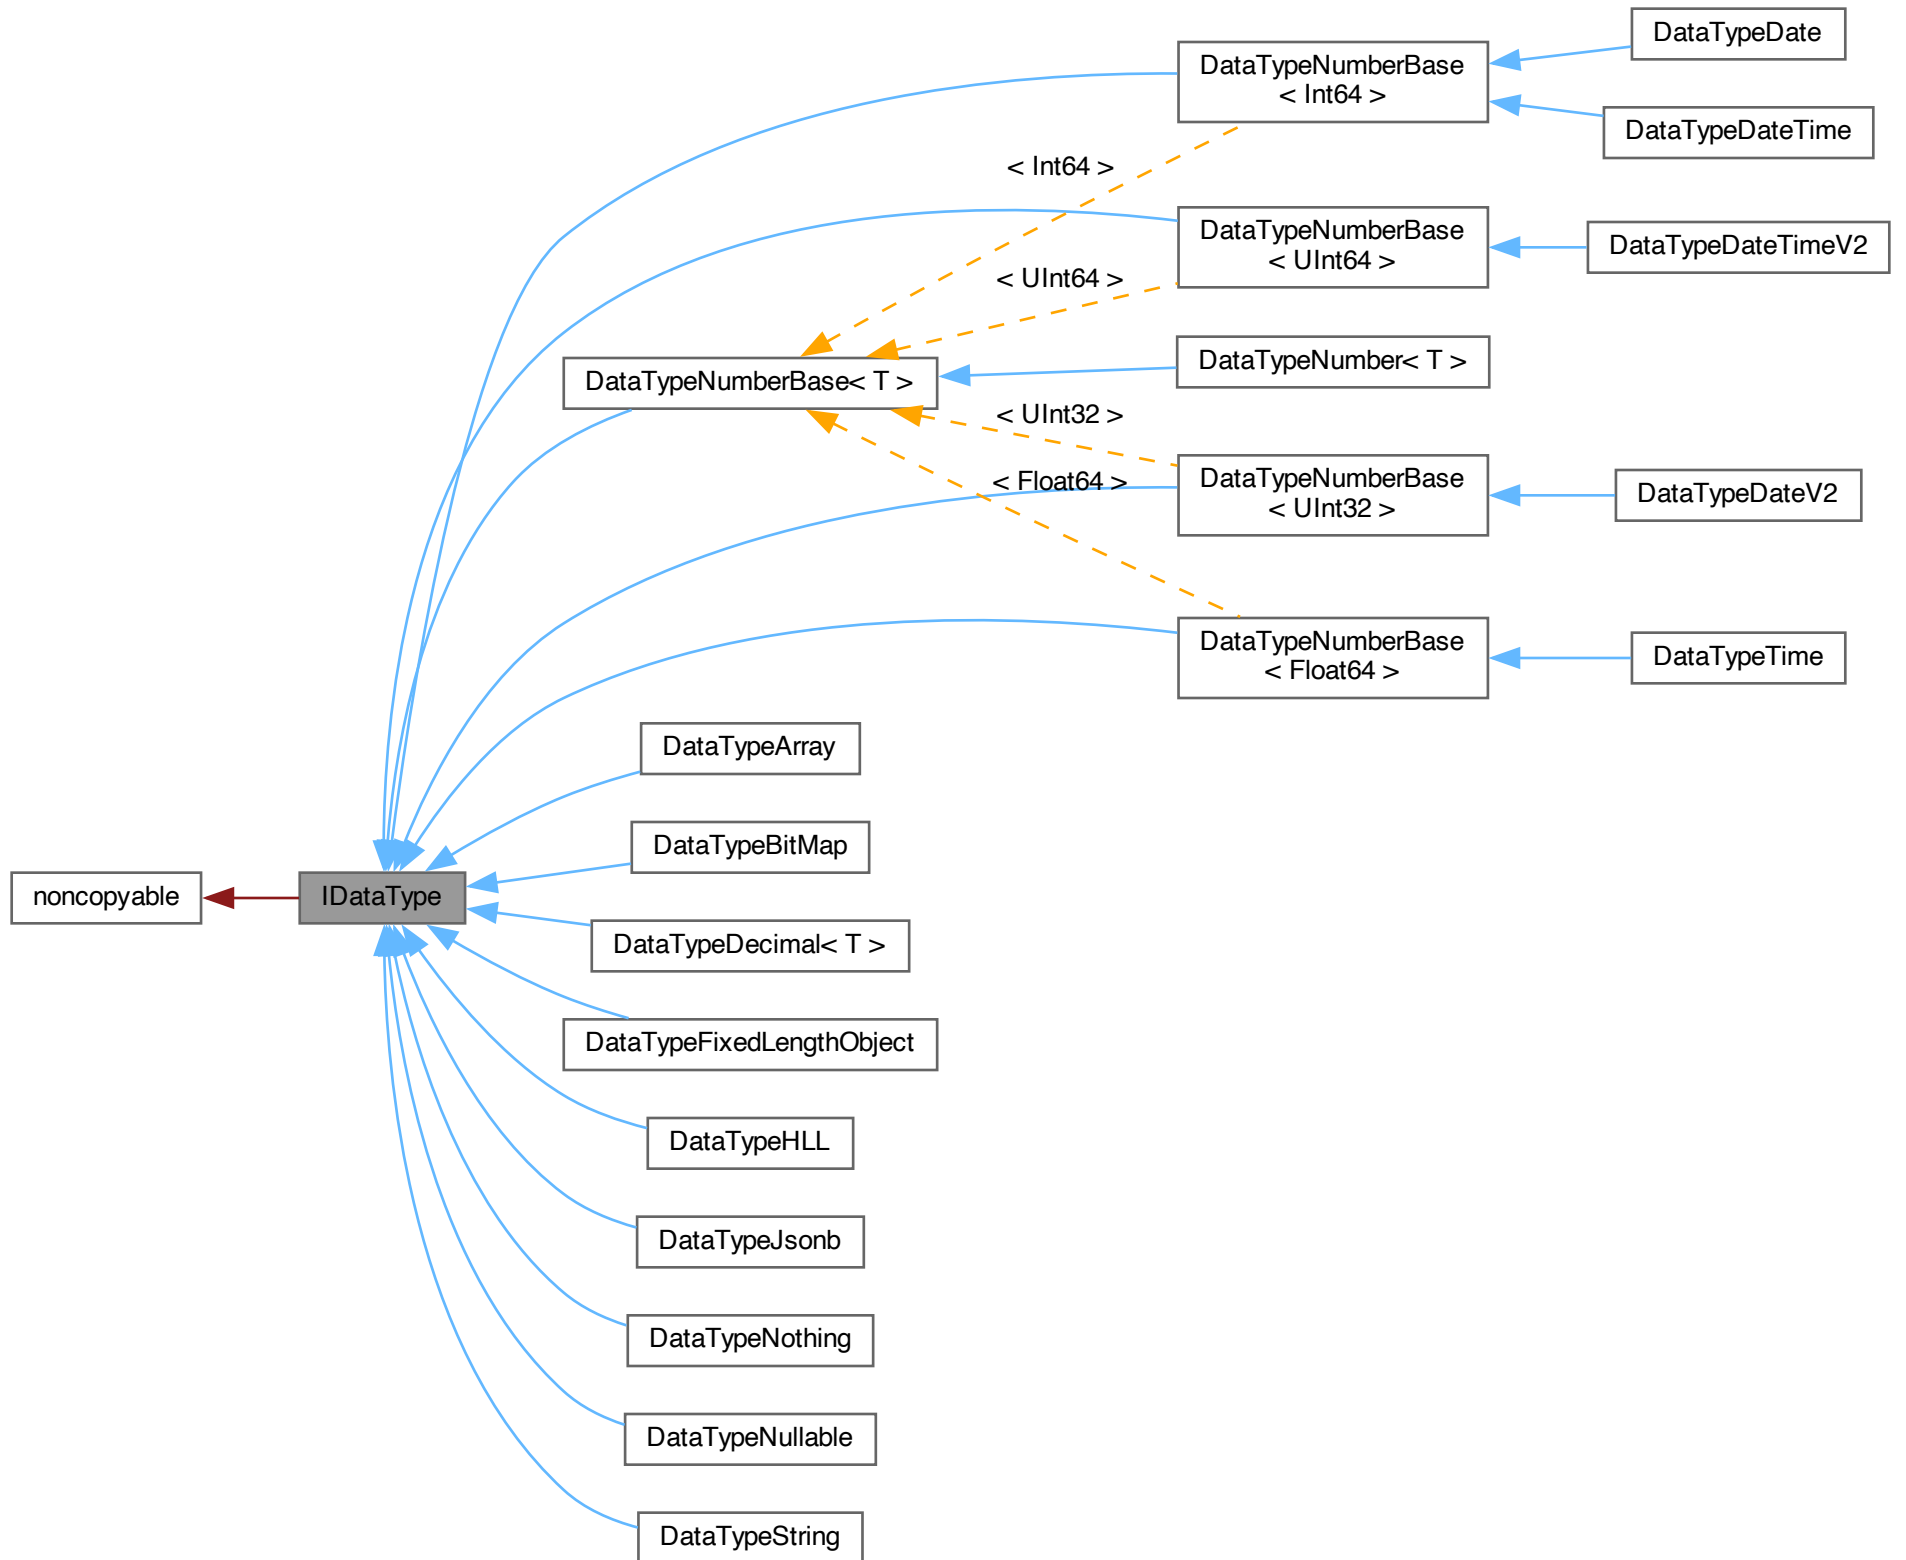 DataTypeDate
DataTypeNumberBase
< Int64 >
DataTypeDateTime
< Int64 >
DataTypeNumberBase
< UInt64 >
DataTypeDateTimeV2
< UInt64 >
DataTypeNumber< T >
DataTypeNumberBase< T >
< UInt32 >
DataTypeNumberBase
< UInt32 >
DataTypeDateV2
< Float64 >
DataTypeNumberBase
< Float64 >
DataTypeTime
DataTypeArray
DataTypeBitMap
noncopyable
IDataType
DataTypeDecimal< T >
DataTypeFixedLengthObject
DataTypeHLL
DataTypeJsonb
DataTypeNothing
DataTypeNullable
DataTypeString